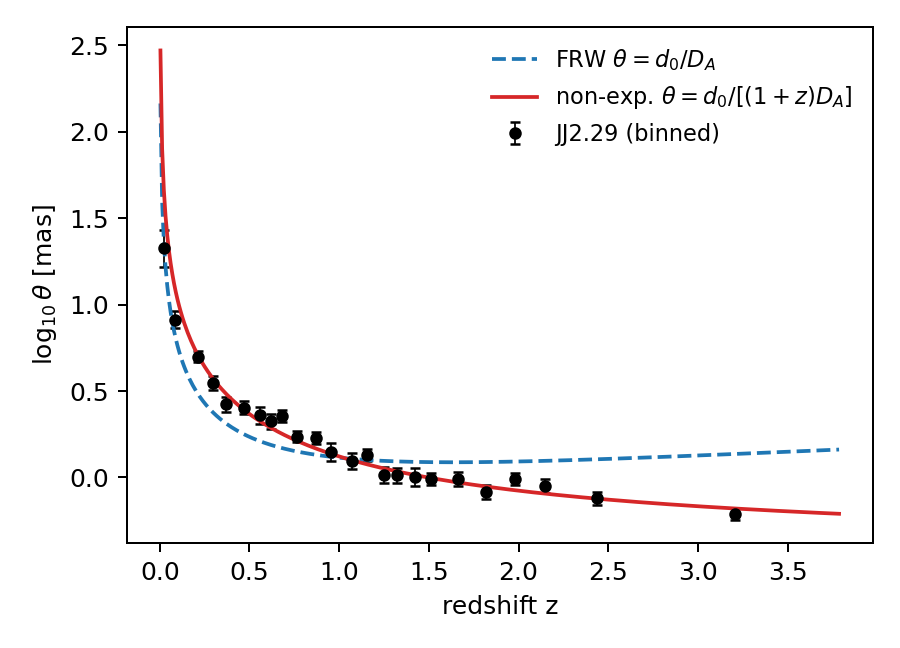 2.5
2.0
1.5
1.0
0.5
0.0
log₁₀ θ [mas]
FRW θ = d₀/D_A
non-exp. θ = d₀/[(1 + z)D_A]
JJ2.29 (binned)
0.0 0.5 1.0 1.5 2.0 2.5 3.0 3.5
redshift z